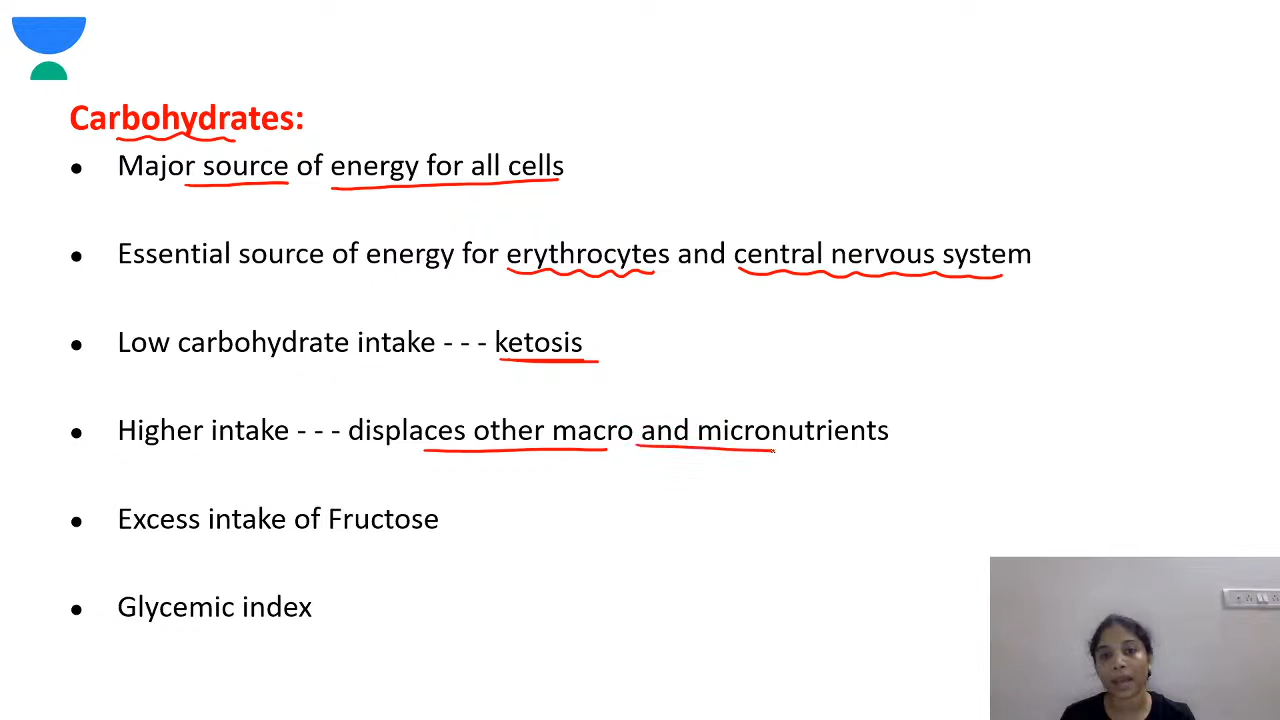 Carbohydrates:
● Major source of energy for all cells
● Essential source of energy for erythrocytes and central nervous system
● Low carbohydrate intake - - - ketosis
● Higher intake - - - displaces other macro and micronutrients
● Excess intake of Fructose
● Glycemic index